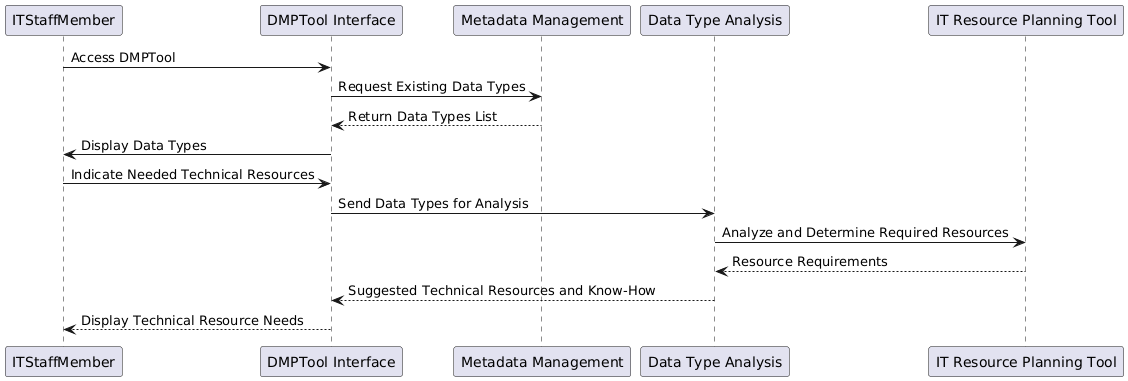 ITStaffMember
DMPTool Interface
Metadata Management
Data Type Analysis
IT Resource Planning Tool
Access DMPTool
Request Existing Data Types
Return Data Types List
Display Data Types
Indicate Needed Technical Resources
Send Data Types for Analysis
Analyze and Determine Required Resources
Resource Requirements
Suggested Technical Resources and Know-How
Display Technical Resource Needs
ITStaffMember
DMPTool Interface
Metadata Management
Data Type Analysis
IT Resource Planning Tool